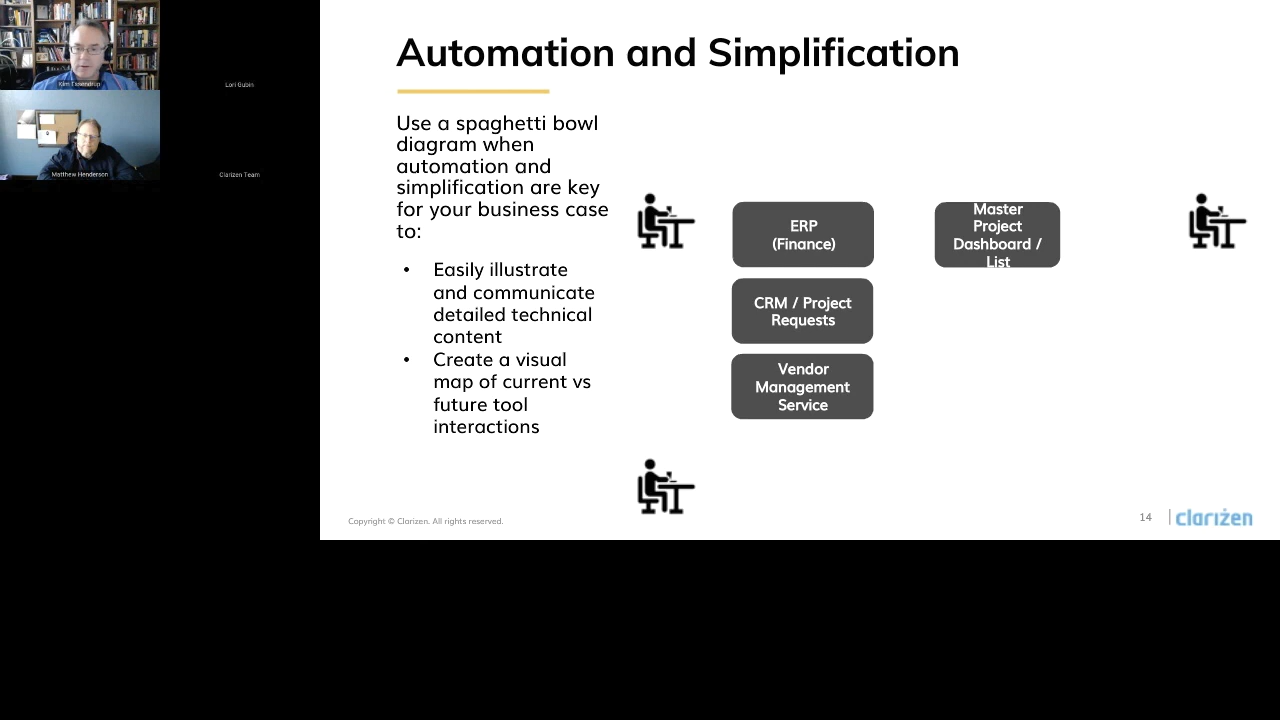 Kim Essendrup
Lori Gubin
Matthew Henderson
Clarizen Team
Automation and Simplification
Use a spaghetti bowl
diagram when
automation and
simplification are key
for your business case
to:
• Easily illustrate
and communicate
detailed technical
content
• Create a visual
map of current vs
future tool
interactions
ERP
(Finance)
CRM / Project
Requests
Vendor
Management
Service
Master
Project
Dashboard /
List
Copyright © Clarizen. All rights reserved.
14
clarizen